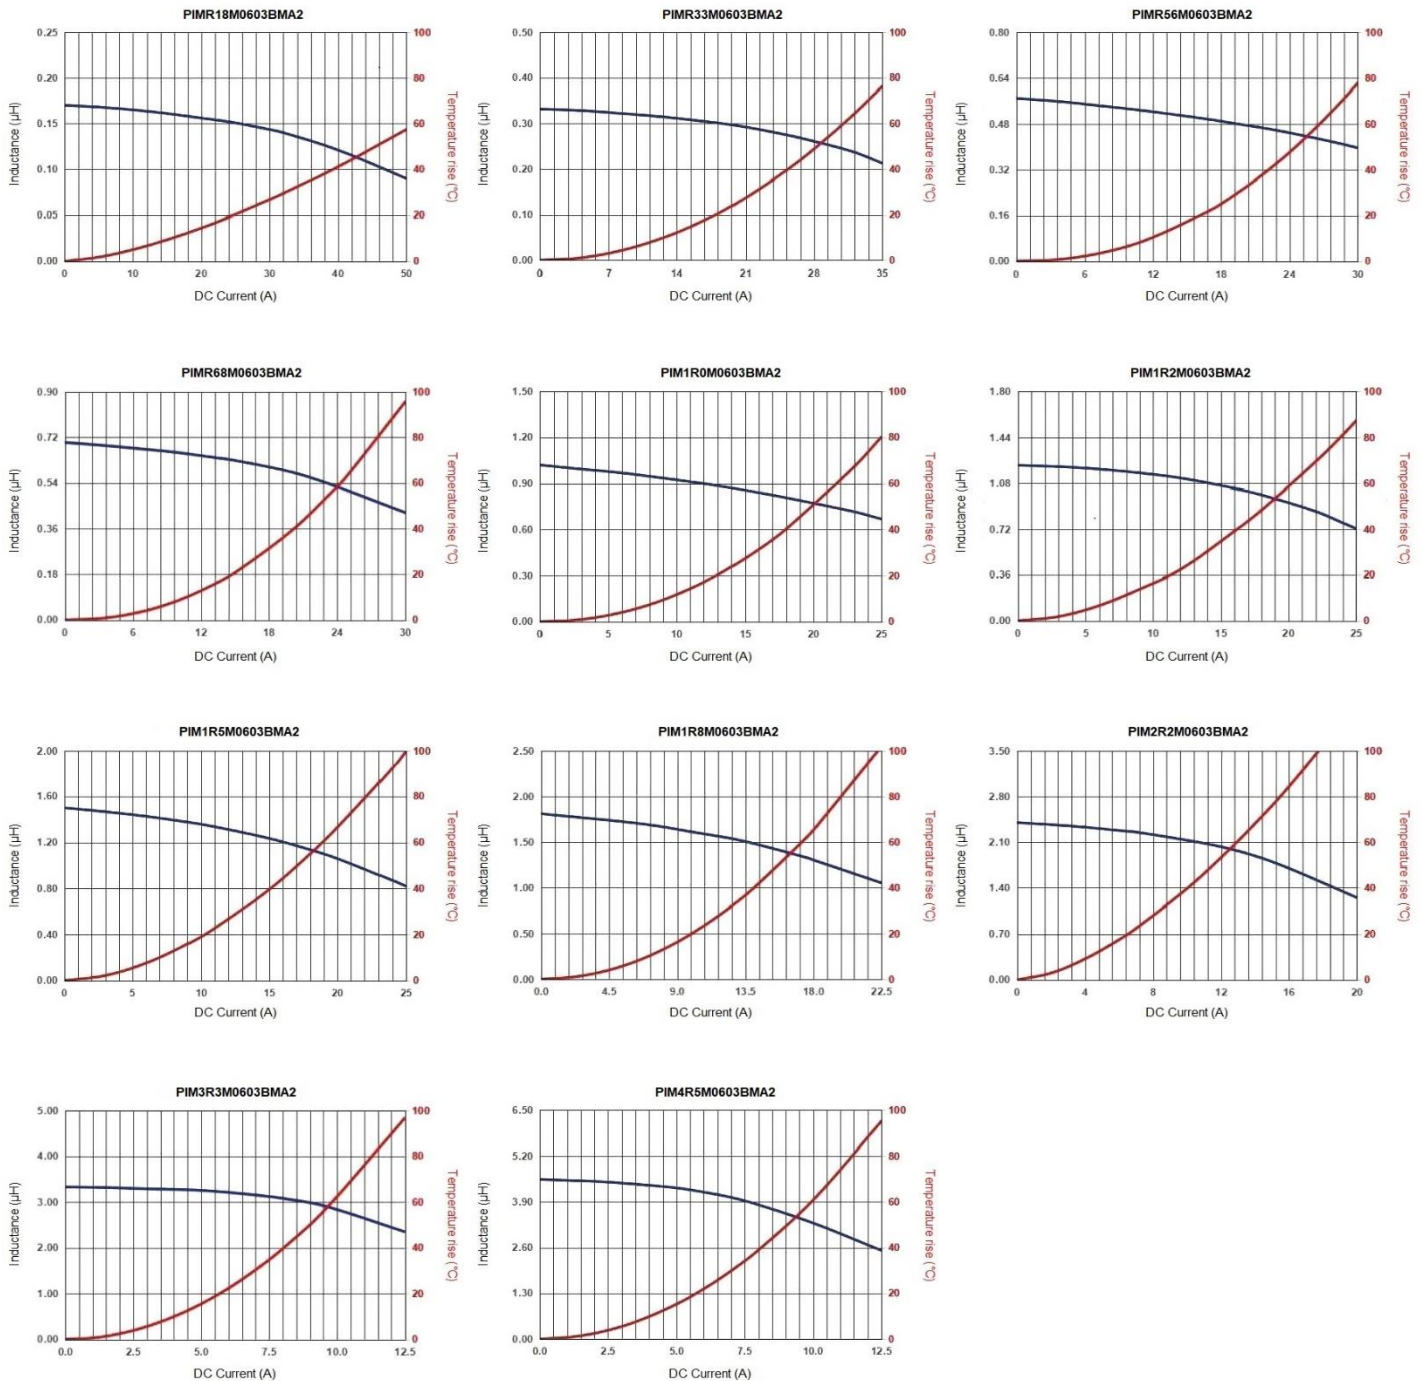 PIMR18M0603BMA2
0.25
0.20
0.15
0.10
0.05
0.00
100
80
60
40
20
0
0 10 20 30 40 50
Inductance (µH)
Temperature rise (°C)
DC Current (A)
PIMR33M0603BMA2
0.50
0.40
0.30
0.20
0.10
0.00
100
80
60
40
20
0
0 7 14 21 28 35
Inductance (µH)
Temperature rise (°C)
DC Current (A)
PIMR56M0603BMA2
0.80
0.64
0.48
0.32
0.16
0.00
100
80
60
40
20
0
0 6 12 18 24 30
Inductance (µH)
Temperature rise (°C)
DC Current (A)
PIMR68M0603BMA2
0.90
0.72
0.54
0.36
0.18
0.00
100
80
60
40
20
0
0 6 12 18 24 30
Inductance (µH)
Temperature rise (°C)
DC Current (A)
PIM1R0M0603BMA2
1.50
1.20
0.90
0.60
0.30
0.00
100
80
60
40
20
0
0 5 10 15 20 25
Inductance (µH)
Temperature rise (°C)
DC Current (A)
PIM1R2M0603BMA2
1.80
1.44
1.08
0.72
0.36
0.00
100
80
60
40
20
0
0 5 10 15 20 25
Inductance (µH)
Temperature rise (°C)
DC Current (A)
PIM1R5M0603BMA2
2.00
1.60
1.20
0.80
0.40
0.00
100
80
60
40
20
0
0 5 10 15 20 25
Inductance (µH)
Temperature rise (°C)
DC Current (A)
PIM1R8M0603BMA2
2.50
2.00
1.50
1.00
0.50
0.00
100
80
60
40
20
0
0.0 4.5 9.0 13.5 18.0 22.5
Inductance (µH)
Temperature rise (°C)
DC Current (A)
PIM2R2M0603BMA2
3.50
2.80
2.10
1.40
0.70
0.00
100
80
60
40
20
0
0 4 8 12 16 20
Inductance (µH)
Temperature rise (°C)
DC Current (A)
PIM3R3M0603BMA2
5.00
4.00
3.00
2.00
1.00
0.00
100
80
60
40
20
0
0.0 2.5 5.0 7.5 10.0 12.5
Inductance (µH)
Temperature rise (°C)
DC Current (A)
PIM4R5M0603BMA2
6.50
5.20
3.90
2.60
1.30
0.00
100
80
60
40
20
0
0.0 2.5 5.0 7.5 10.0 12.5
Inductance (µH)
Temperature rise (°C)
DC Current (A)